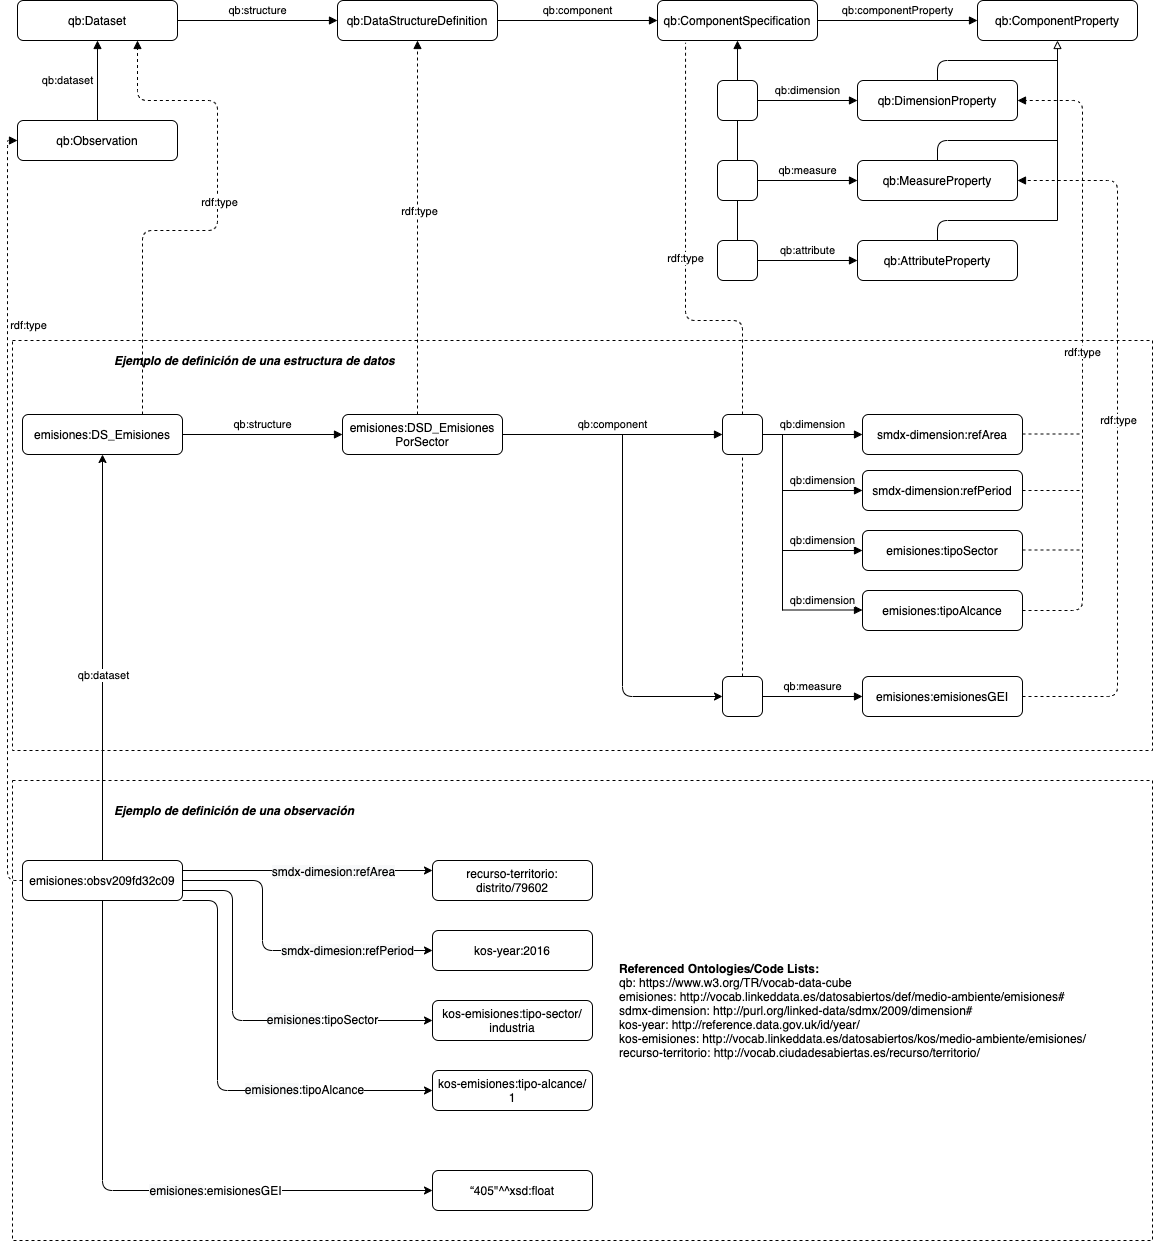 qb:Dataset
qb:structure
qb:DataStructureDefinition
qb:component
qb:ComponentSpecification
qb:componentProperty
qb:ComponentProperty
qb:dataset
qb:dimension
qb:DimensionProperty
qb:Observation
qb:measure
qb:MeasureProperty
rdf:type
rdf:type
qb:attribute
qb:AttributeProperty
rdf:type
rdf:type
rdf:type
Ejemplo de definición de una estructura de datos
rdf:type
emisiones:DS_Emisiones
qb:structure
emisiones:DSD_Emisiones
PorSector
qb:component
qb:dimension
smdx-dimension:refArea
qb:dimension
smdx-dimension:refPeriod
qb:dimension
emisiones:tipoSector
qb:dimension
emisiones:tipoAlcance
qb:dataset
qb:measure
emisiones:emisionesGEI
Ejemplo de definición de una observación
emisiones:obsv209fd32c09
smdx-dimesion:refArea
recurso-territorio:
distrito/79602
smdx-dimesion:refPeriod
kos-year:2016
emisiones:tipoSector
kos-emisiones:tipo-sector/
industria
emisiones:tipoAlcance
kos-emisiones:tipo-alcance/
1
emisiones:emisionesGEI
"405"^^xsd:float
Referenced Ontologies/Code Lists:
qb: https://www.w3.org/TR/vocab-data-cube
emisiones: http://vocab.linkeddata.es/datosabiertos/def/medio-ambiente/emisiones#
sdmx-dimension: http://purl.org/linked-data/sdmx/2009/dimension#
kos-year: http://reference.data.gov.uk/id/year/
kos-emisiones: http://vocab.linkeddata.es/datosabiertos/kos/medio-ambiente/emisiones/
recurso-territorio: http://vocab.ciudadesabiertas.es/recurso/territorio/